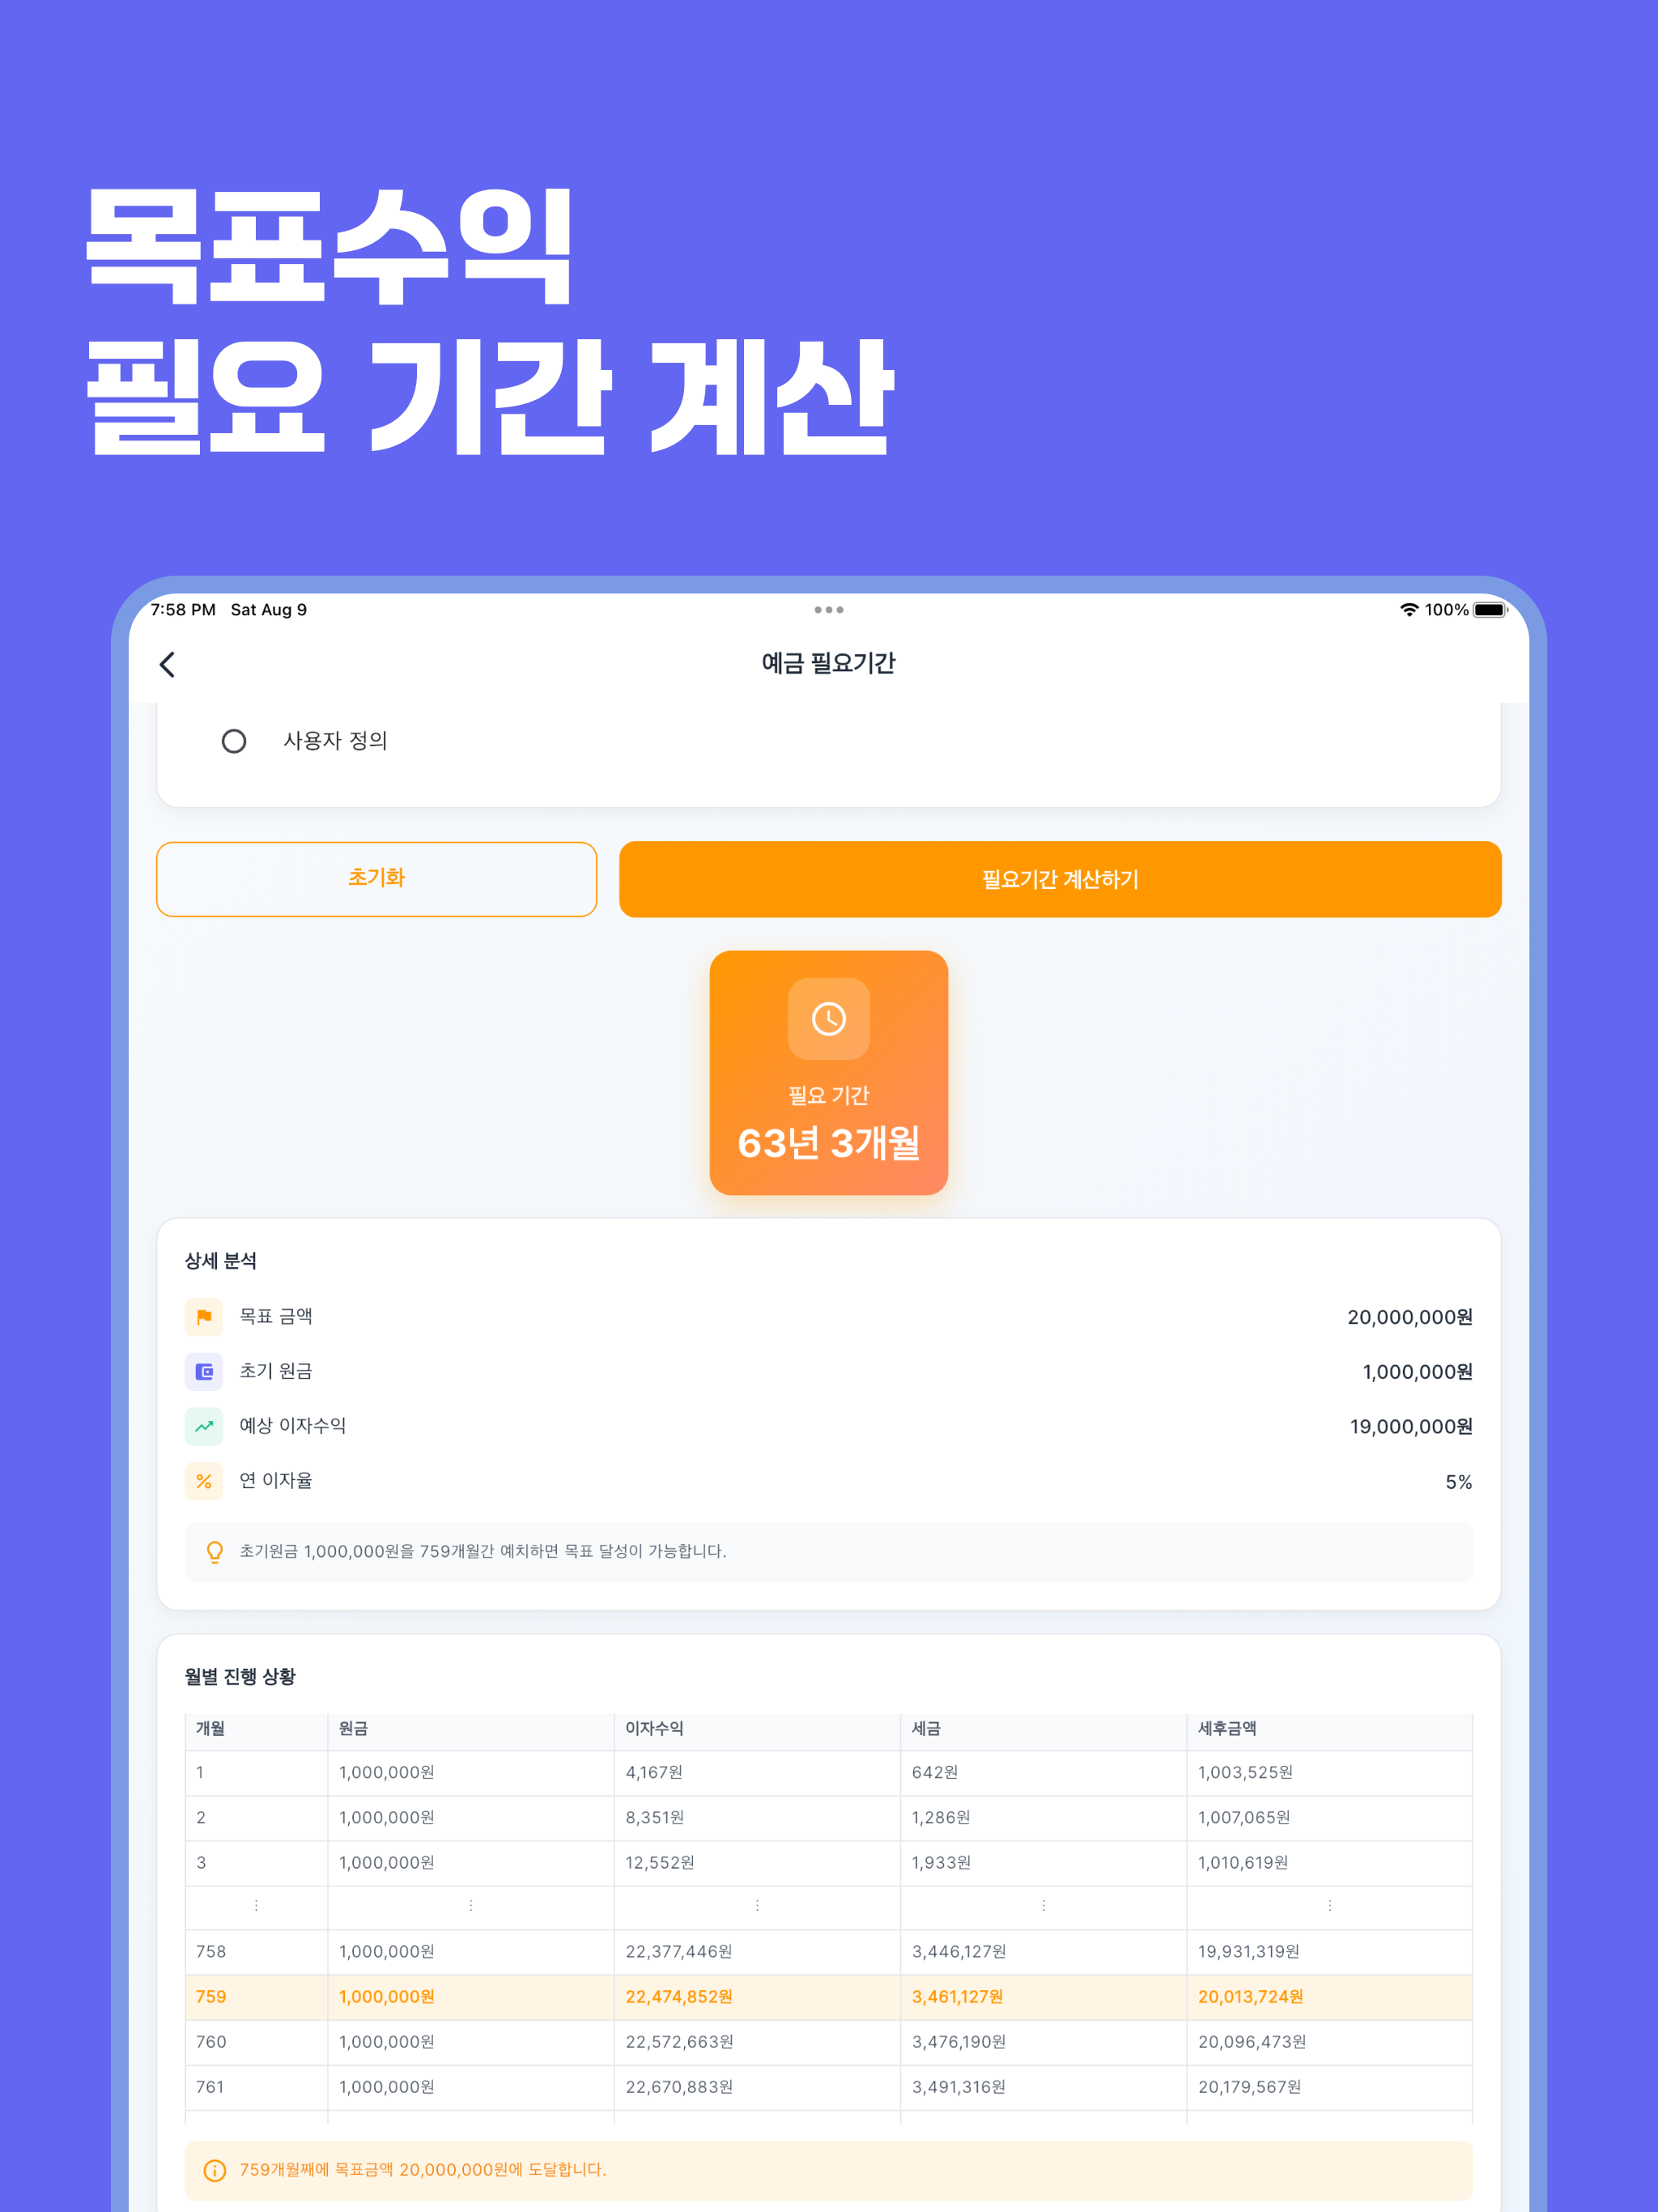 목표수익
필요 기간 계산
7:58 PM Sat Aug 9
100%
예금 필요기간
사용자 정의
초기화
필요기간 계산하기
필요 기간
63년 3개월
상세 분석
목표 금액 20,000,000원
초기 원금 1,000,000원
예상 이자수익 19,000,000원
연 이자율 5%
초기원금 1,000,000원을 759개월간 예치하면 목표 달성이 가능합니다.
월별 진행 상황
개월 원금 이자수익 세금 세후금액
1 1,000,000원 4,167원 642원 1,003,525원
2 1,000,000원 8,351원 1,286원 1,007,065원
3 1,000,000원 12,552원 1,933원 1,010,619원
⋮ ⋮ ⋮ ⋮ ⋮
758 1,000,000원 22,377,446원 3,446,127원 19,931,319원
759 1,000,000원 22,474,852원 3,461,127원 20,013,724원
760 1,000,000원 22,572,663원 3,476,190원 20,096,473원
761 1,000,000원 22,670,883원 3,491,316원 20,179,567원
759개월째에 목표금액 20,000,000원에 도달합니다.